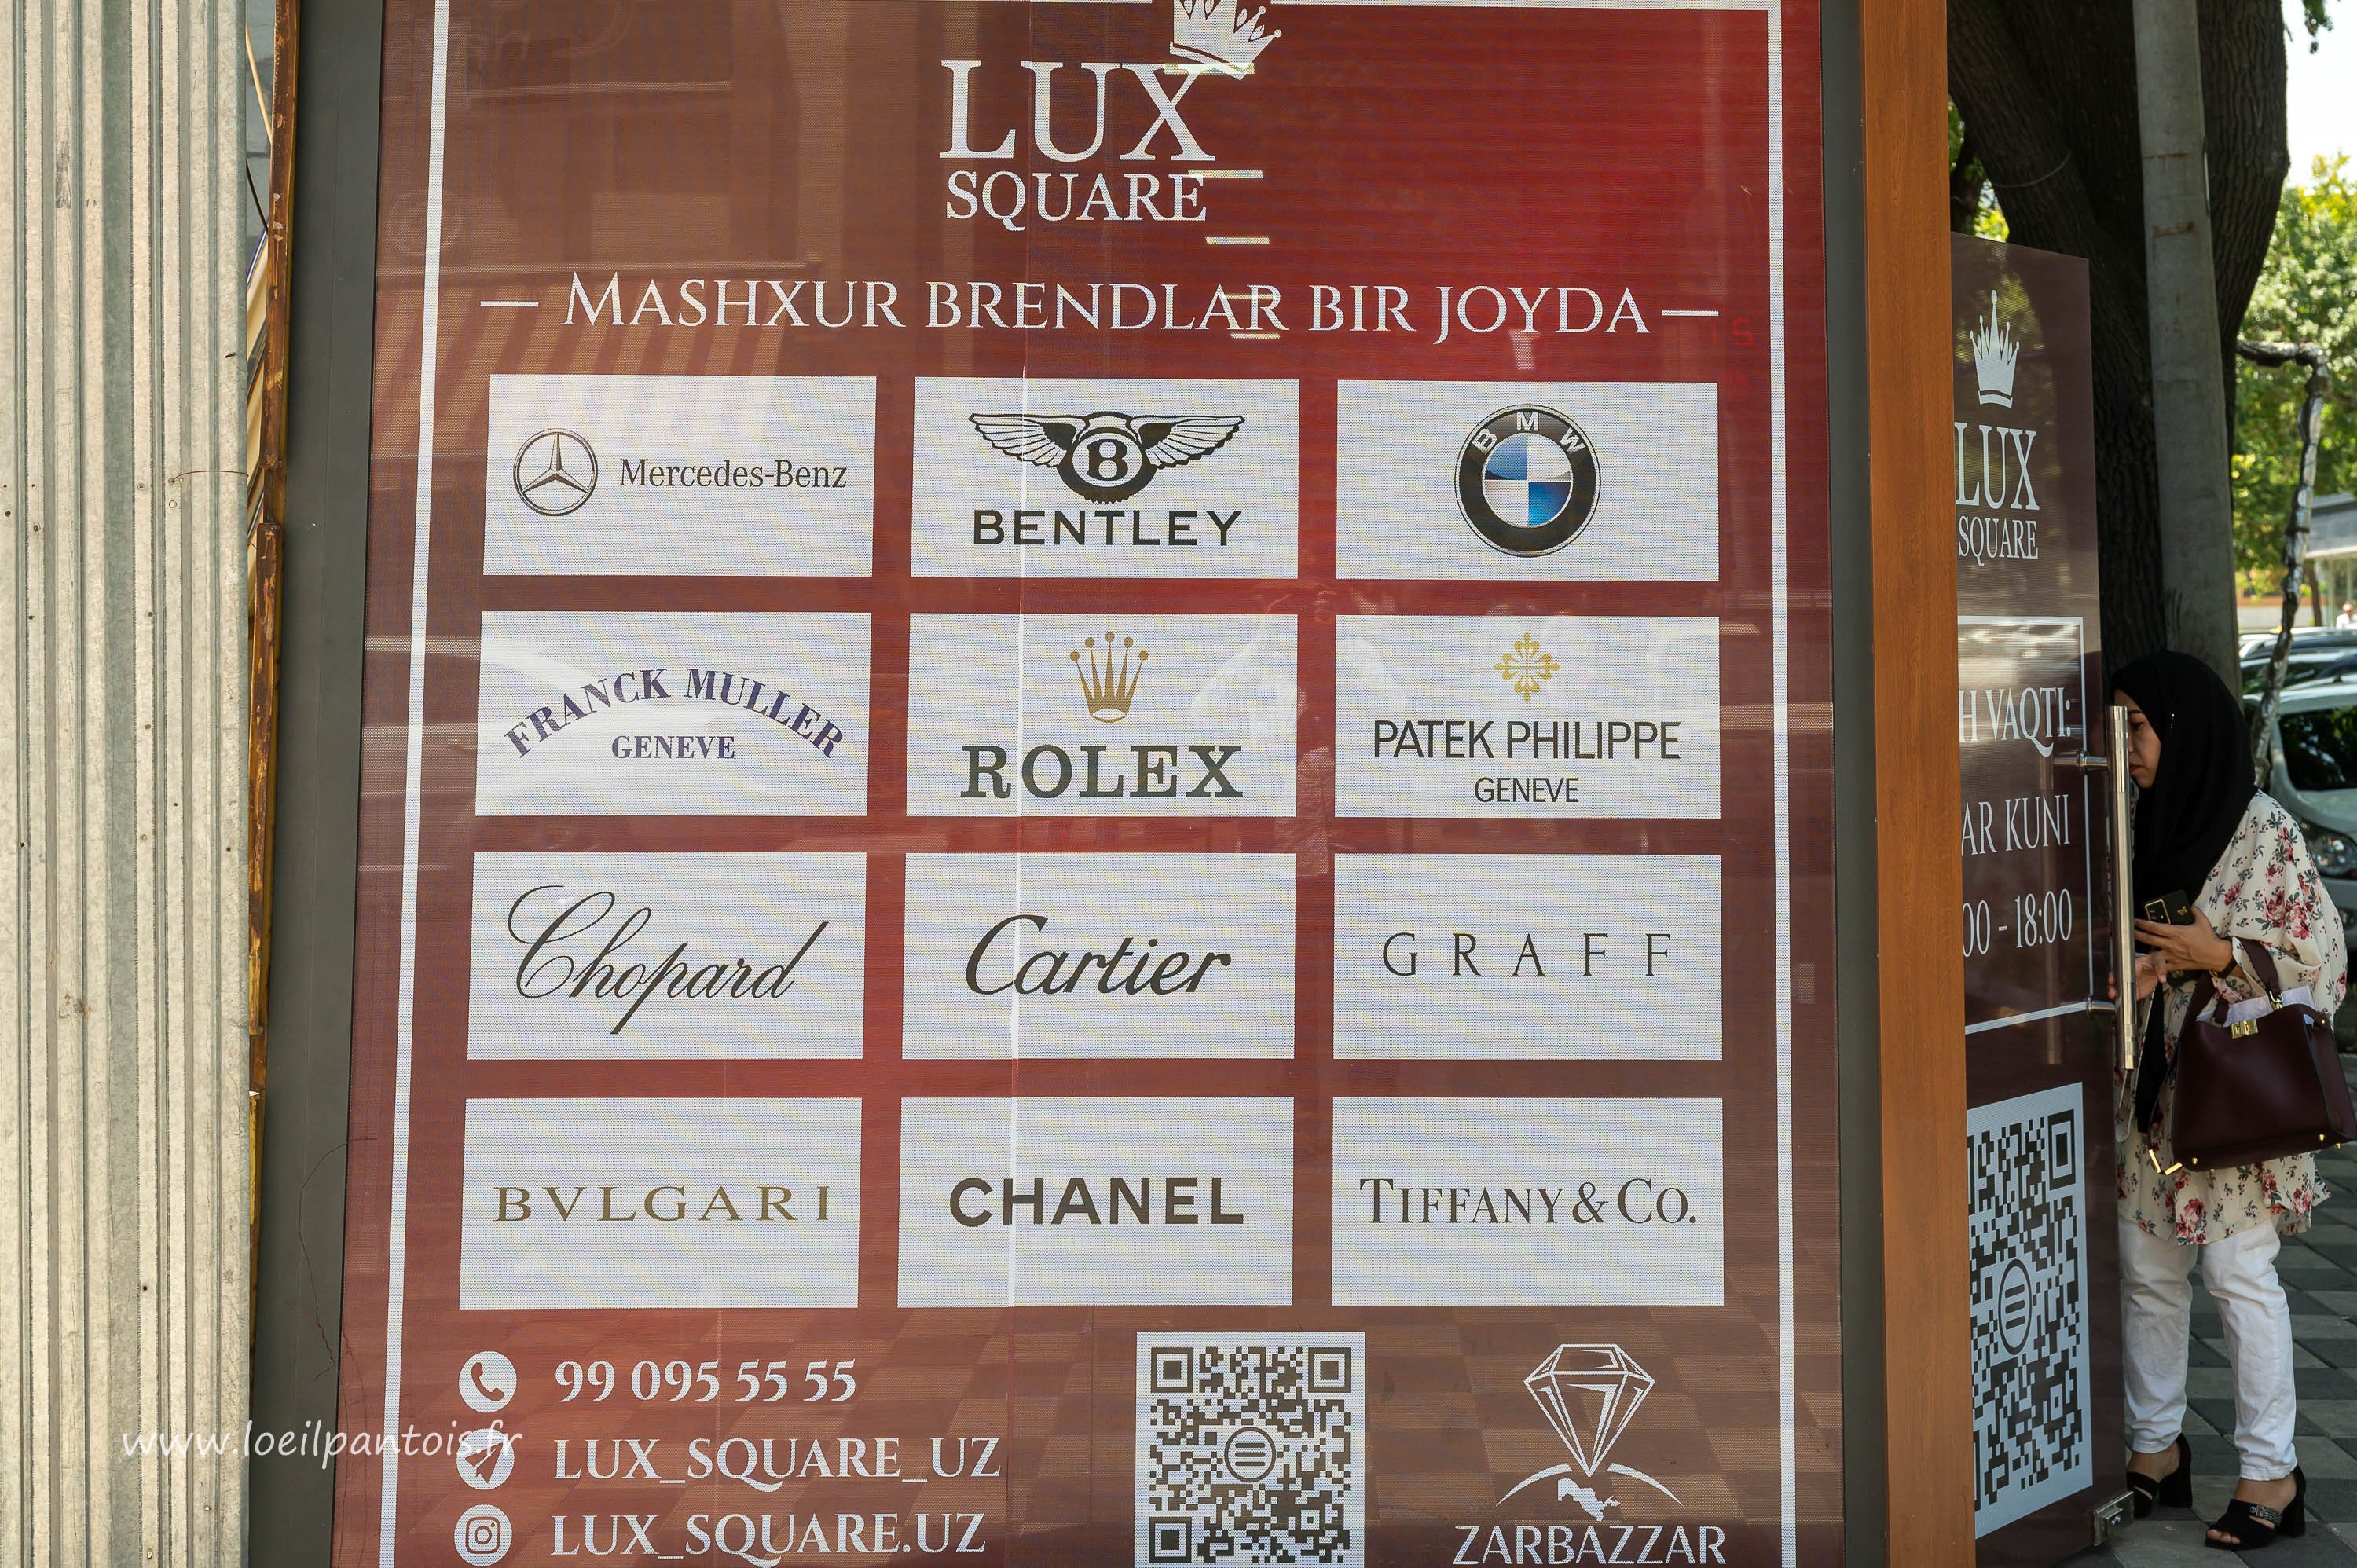 LUX
SQUARE
— MASHXUR BRENDLAR BIR JOYDA —
Mercedes-Benz
B
BENTLEY
BMW
FRANCK MULLER
GENEVE
ROLEX
PATEK PHILIPPE
GENEVE
Chopard
Cartier
GRAFF
BVLGARI
CHANEL
TIFFANY & CO.
99 095 55 55
LUX_SQUARE_UZ
LUX_SQUARE.UZ
ZARBAZZAR
www.loeilpantois.fr
LUX
SQUARE
H VAQTI:
AR KUNI
00 - 18:00